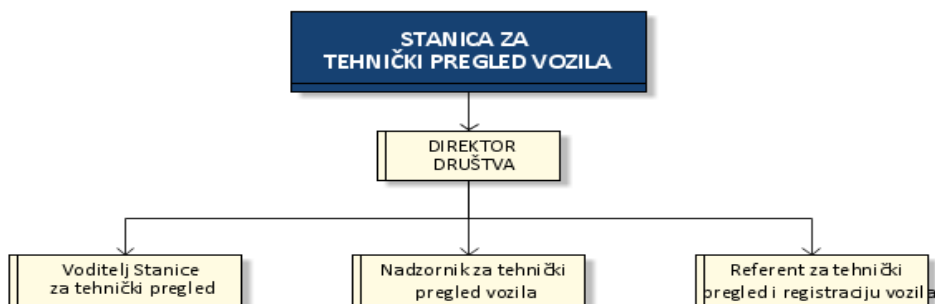 STANICA ZA
TEHNIČKI PREGLED VOZILA
DIREKTOR
DRUŠTVA
Voditelj Stanice
za tehnički pregled
Nadzornik za tehnički
pregled vozila
Referent za tehnički
pregled i registraciju vozila